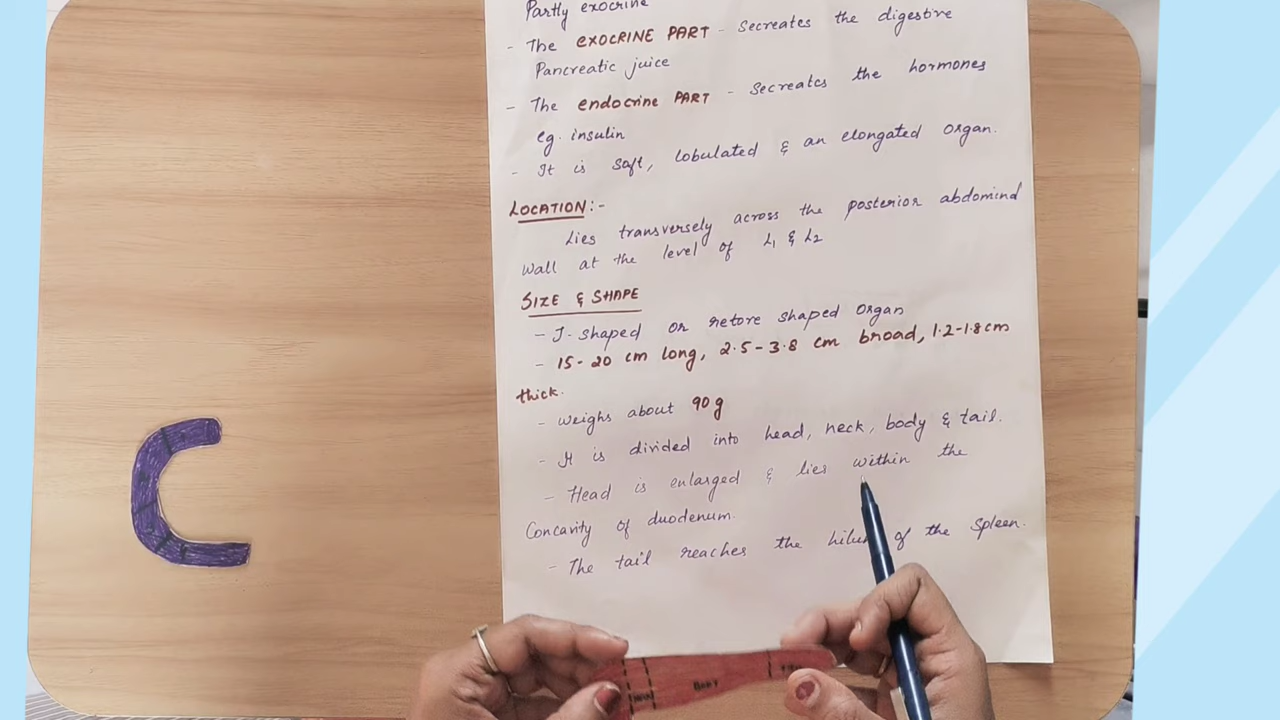 Partly exocrine
- The EXOCRINE PART - Secreates the digestive
Pancreatic juice
- The endocrine PART - Secreates the hormones
eg. insulin
- It is soft, lobulated & an elongated organ.
LOCATION:-
Lies transversely across the posterior abdominal
wall at the level of L1 & L2
SIZE & SHAPE
- J-shaped or retore shaped organ
- 15-20 cm long, 2.5-3.8 cm broad, 1.2-1.8cm
thick.
- Weighs about 90g
- It is divided into head, neck, body & tail.
- Head is enlarged & lies within the
Concavity of duodenum.
- The tail reaches the hilum of the spleen.
BODY